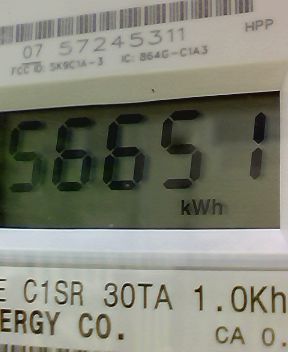 HPP
07 57245311
FCC ID: SK9C1A-3 IC: 864G-C1A3
56651
kWh
E C1SR 30TA 1.0Kh
ERGY CO.
CA 0.